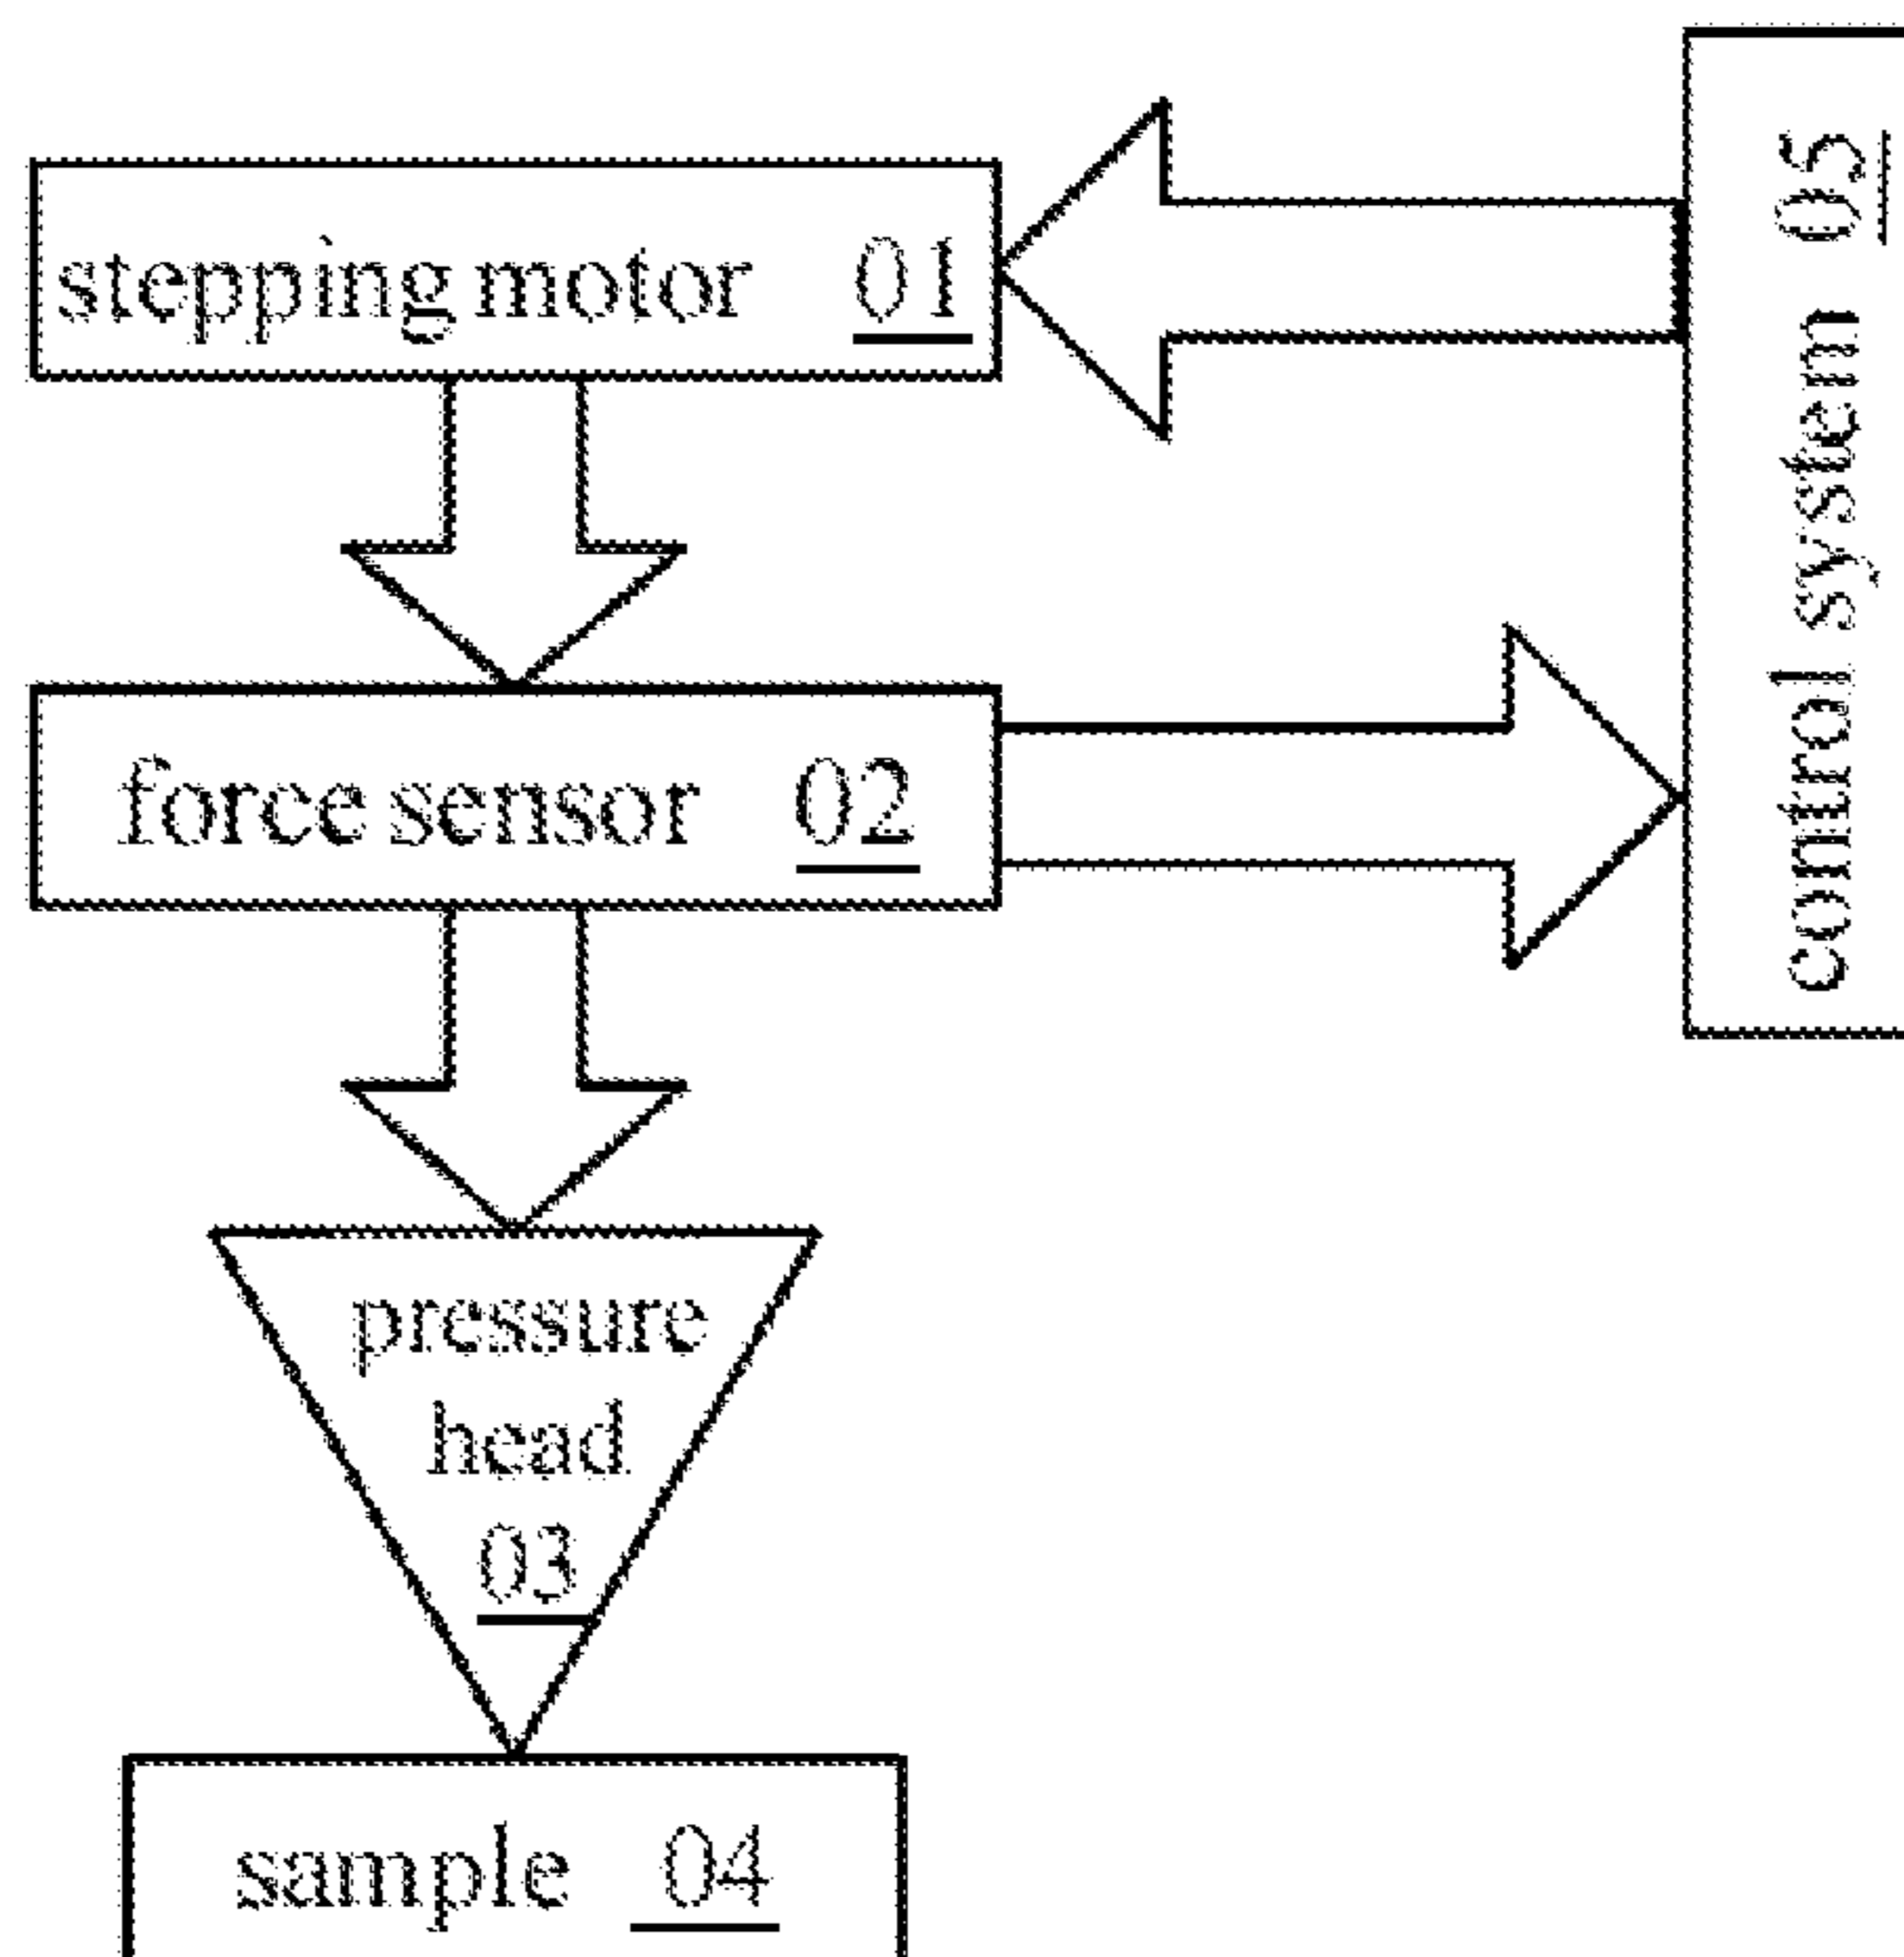 stepping motor 01
control system 05
force sensor 02
pressure
head
03
sample 04